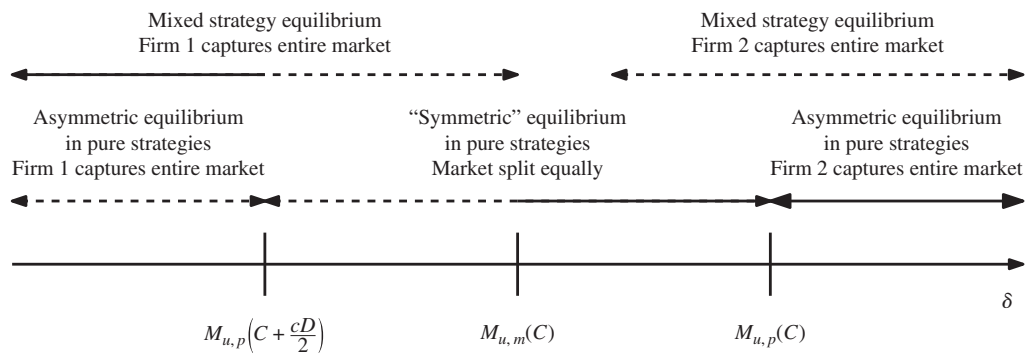 Mixed strategy equilibrium
Firm 1 captures entire market
Mixed strategy equilibrium
Firm 2 captures entire market
Asymmetric equilibrium
in pure strategies
Firm 1 captures entire market
“Symmetric” equilibrium
in pure strategies
Market split equally
Asymmetric equilibrium
in pure strategies
Firm 2 captures entire market
δ
M_{u, p}(C + \frac{cD}{2})
M_{u, m}(C)
M_{u, p}(C)